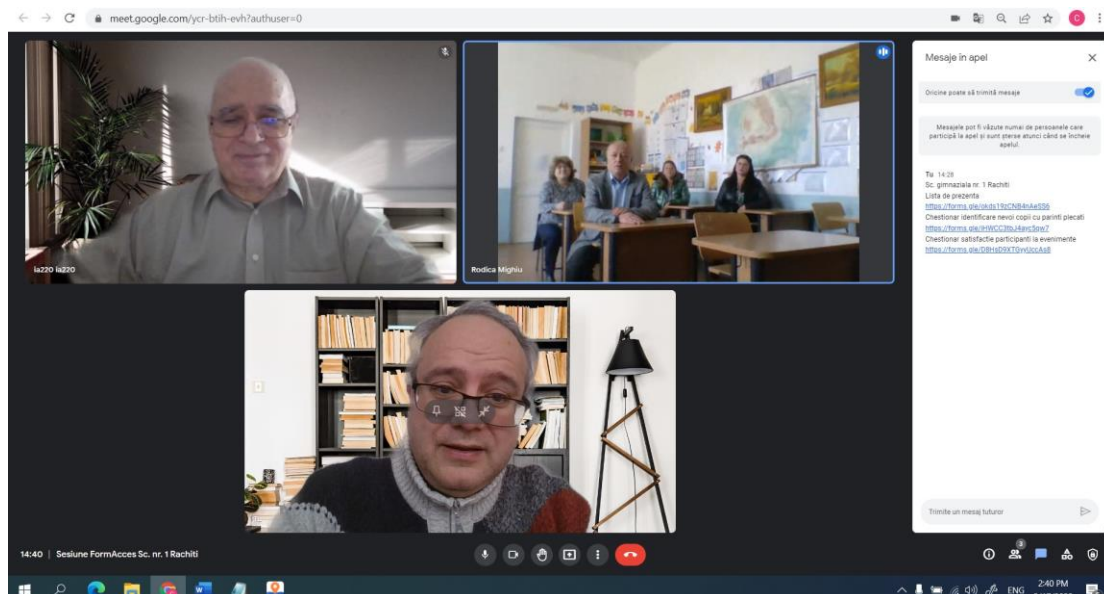 meet.google.com/ycr-btih-evh?authuser=0
C
ia220 ia220
Rodica Mighiu
Mesaje în apel
Oricine poate să trimită mesaje
Mesajele pot fi văzute numai de persoanele care
participă la apel și sunt șterse atunci când se încheie
apelul.
Tu 14:28
Sc. gimnaziala nr. 1 Rachiti
Lista de prezenta
Chestionar identificare nevoi copii cu parinti plecati
Chestionar satisfactie participanti la evenimente
Trimite un mesaj tuturor
14:40 | Sesiune FormAcces Sc. nr. 1 Rachiti
3
ENG
2:40 PM